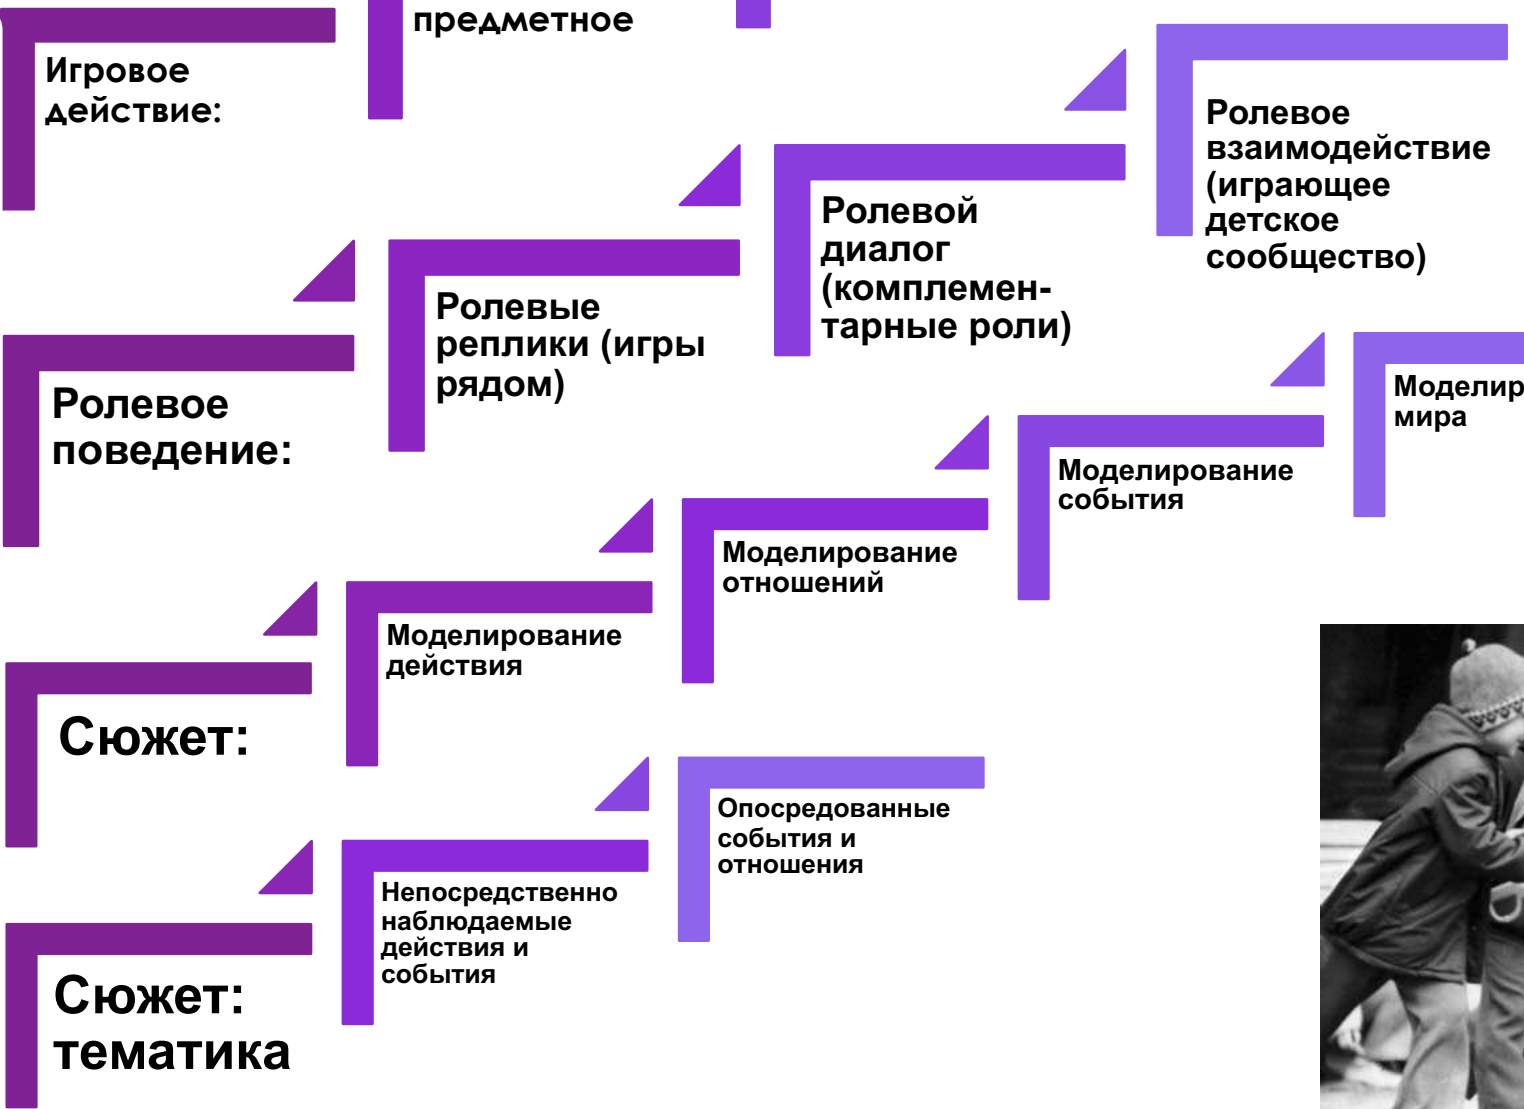 предметное
Игровое
действие:
Ролевое
взаимодействие
(играющее
детское
сообщество)
Ролевой
диалог
(комплемен-
тарные роли)
Ролевые
реплики (игры
рядом)
Ролевое
поведение:
мира
Моделирование
события
Моделирование
отношений
Моделирование
действия
Сюжет:
Опосредованные
события и
отношения
Непосредственно
наблюдаемые
действия и
события
Сюжет:
тематика